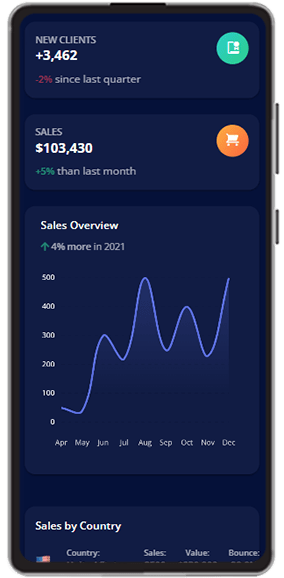 NEW CLIENTS
+3,462
-2% since last quarter
SALES
$103,430
+5% than last month
Sales Overview
4% more in 2021
500
400
300
200
100
0
Apr May Jun Jul Aug Sep Oct Nov Dec
Sales by Country
Country: Sales: Value: Bounce: